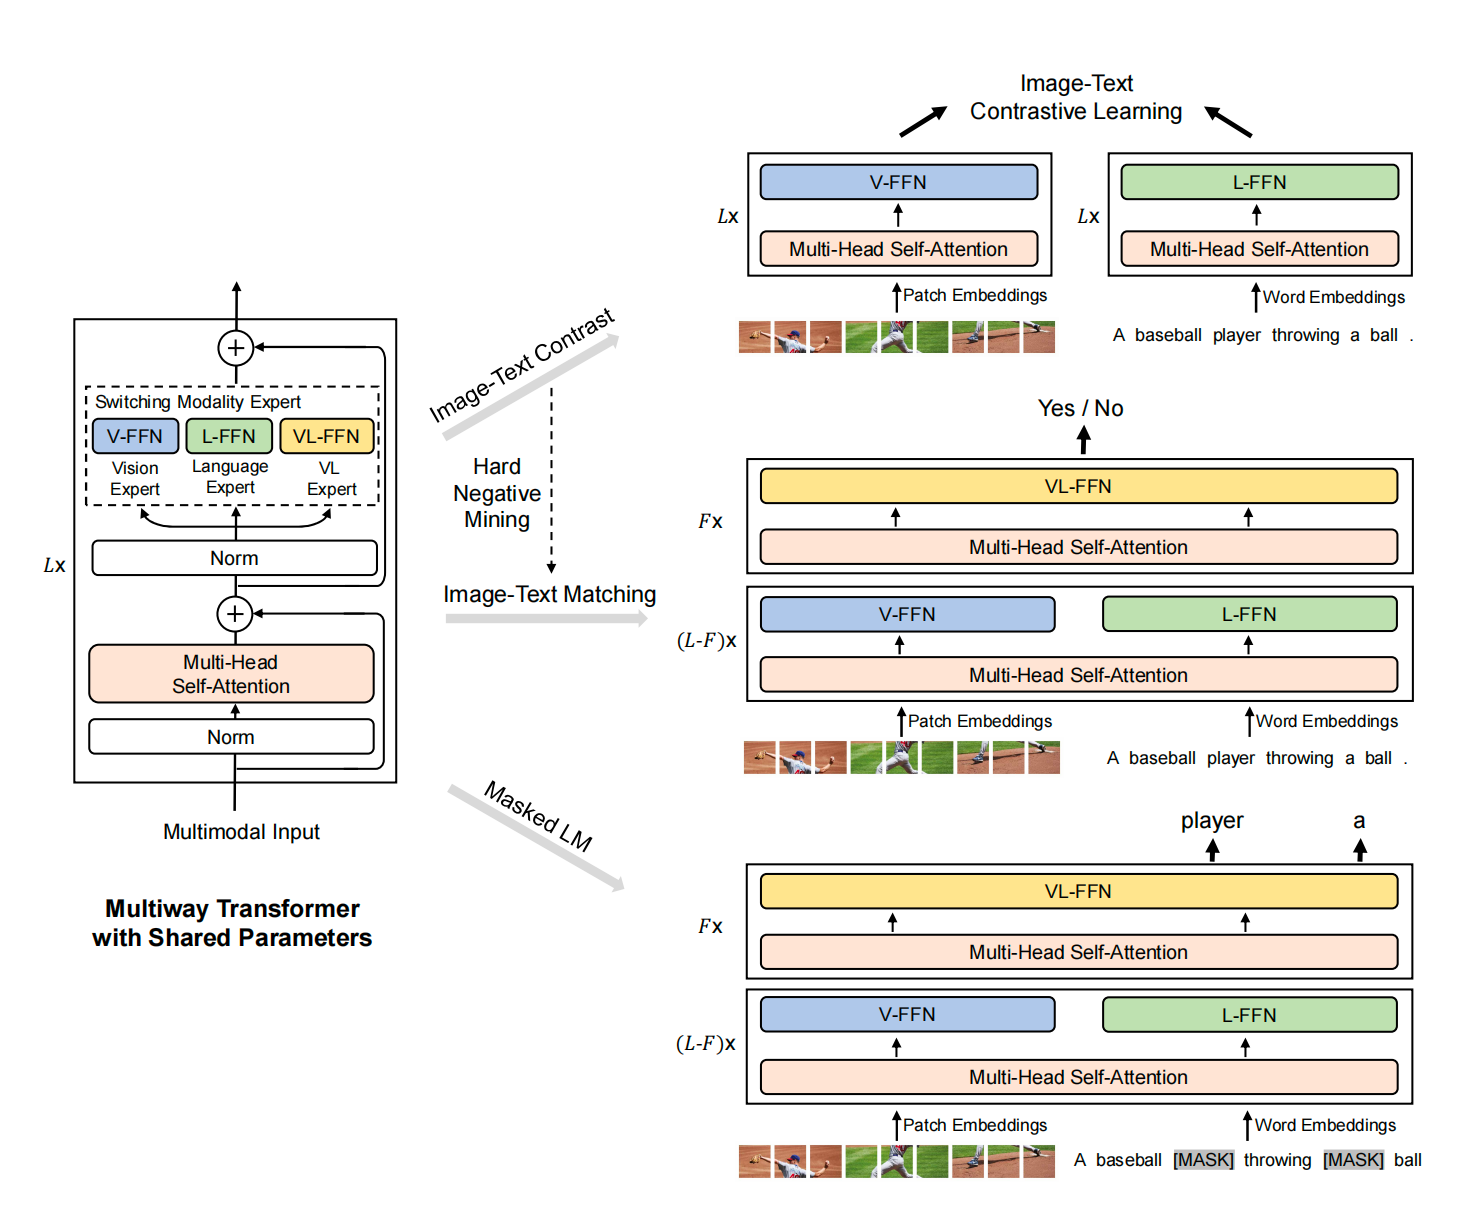 Image-Text
Contrastive Learning
V-FFN
L-FFN
Lx
Lx
Multi-Head Self-Attention
Multi-Head Self-Attention
Patch Embeddings
Word Embeddings
A baseball player throwing a ball .
Switching Modality Expert
V-FFN
L-FFN
VL-FFN
Vision
Expert
Language
Expert
VL
Expert
Norm
Lx
Multi-Head
Self-Attention
Norm
Multimodal Input
Multiway Transformer
with Shared Parameters
Image-Text Contrast
Hard
Negative
Mining
Image-Text Matching
Masked LM
Yes / No
VL-FFN
Fx
Multi-Head Self-Attention
V-FFN
L-FFN
(L-F)x
Multi-Head Self-Attention
Patch Embeddings
Word Embeddings
A baseball player throwing a ball .
player
a
VL-FFN
Fx
Multi-Head Self-Attention
V-FFN
L-FFN
(L-F)x
Multi-Head Self-Attention
Patch Embeddings
Word Embeddings
A baseball [MASK] throwing [MASK] ball